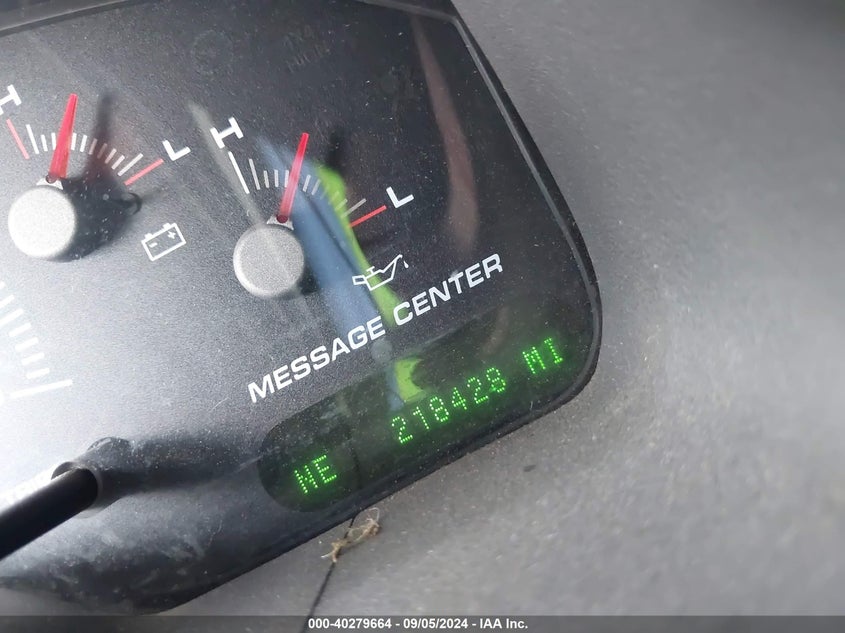 H L
H L
MESSAGE CENTER
NE 218428 MI
000-40279664 - 09/05/2024 - IAA Inc.